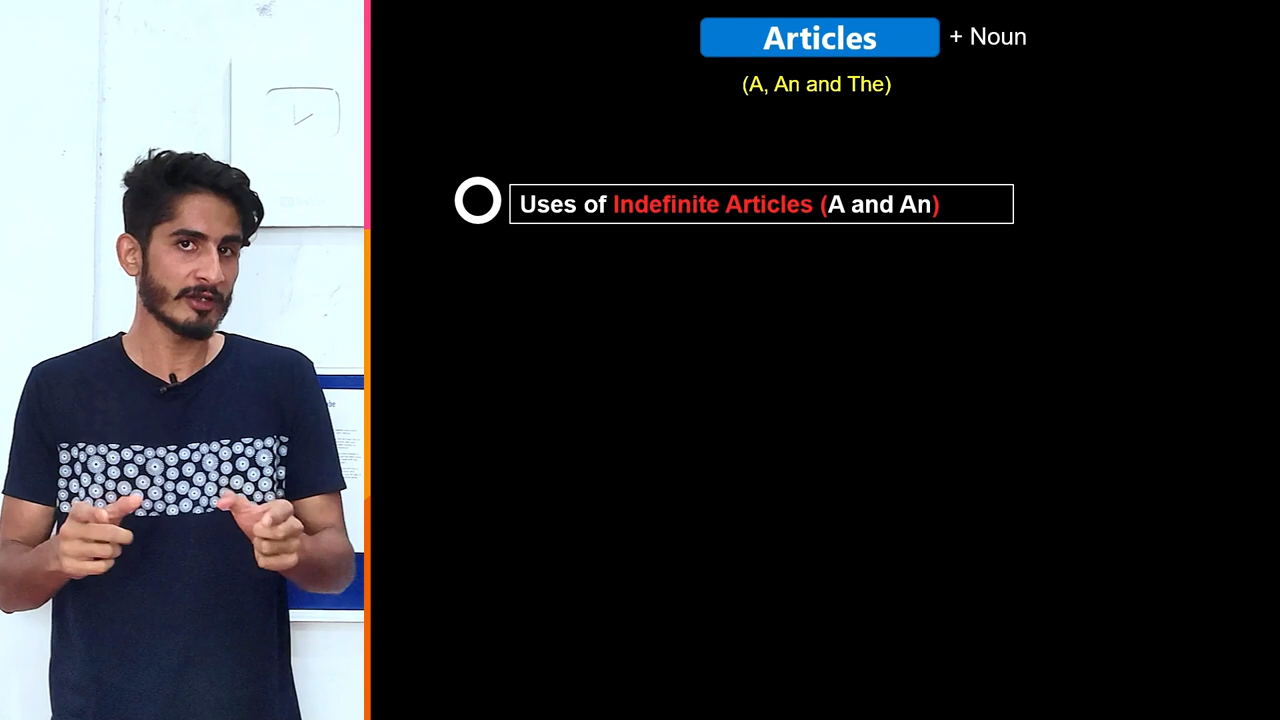 Articles + Noun
(A, An and The)
Uses of Indefinite Articles (A and An)